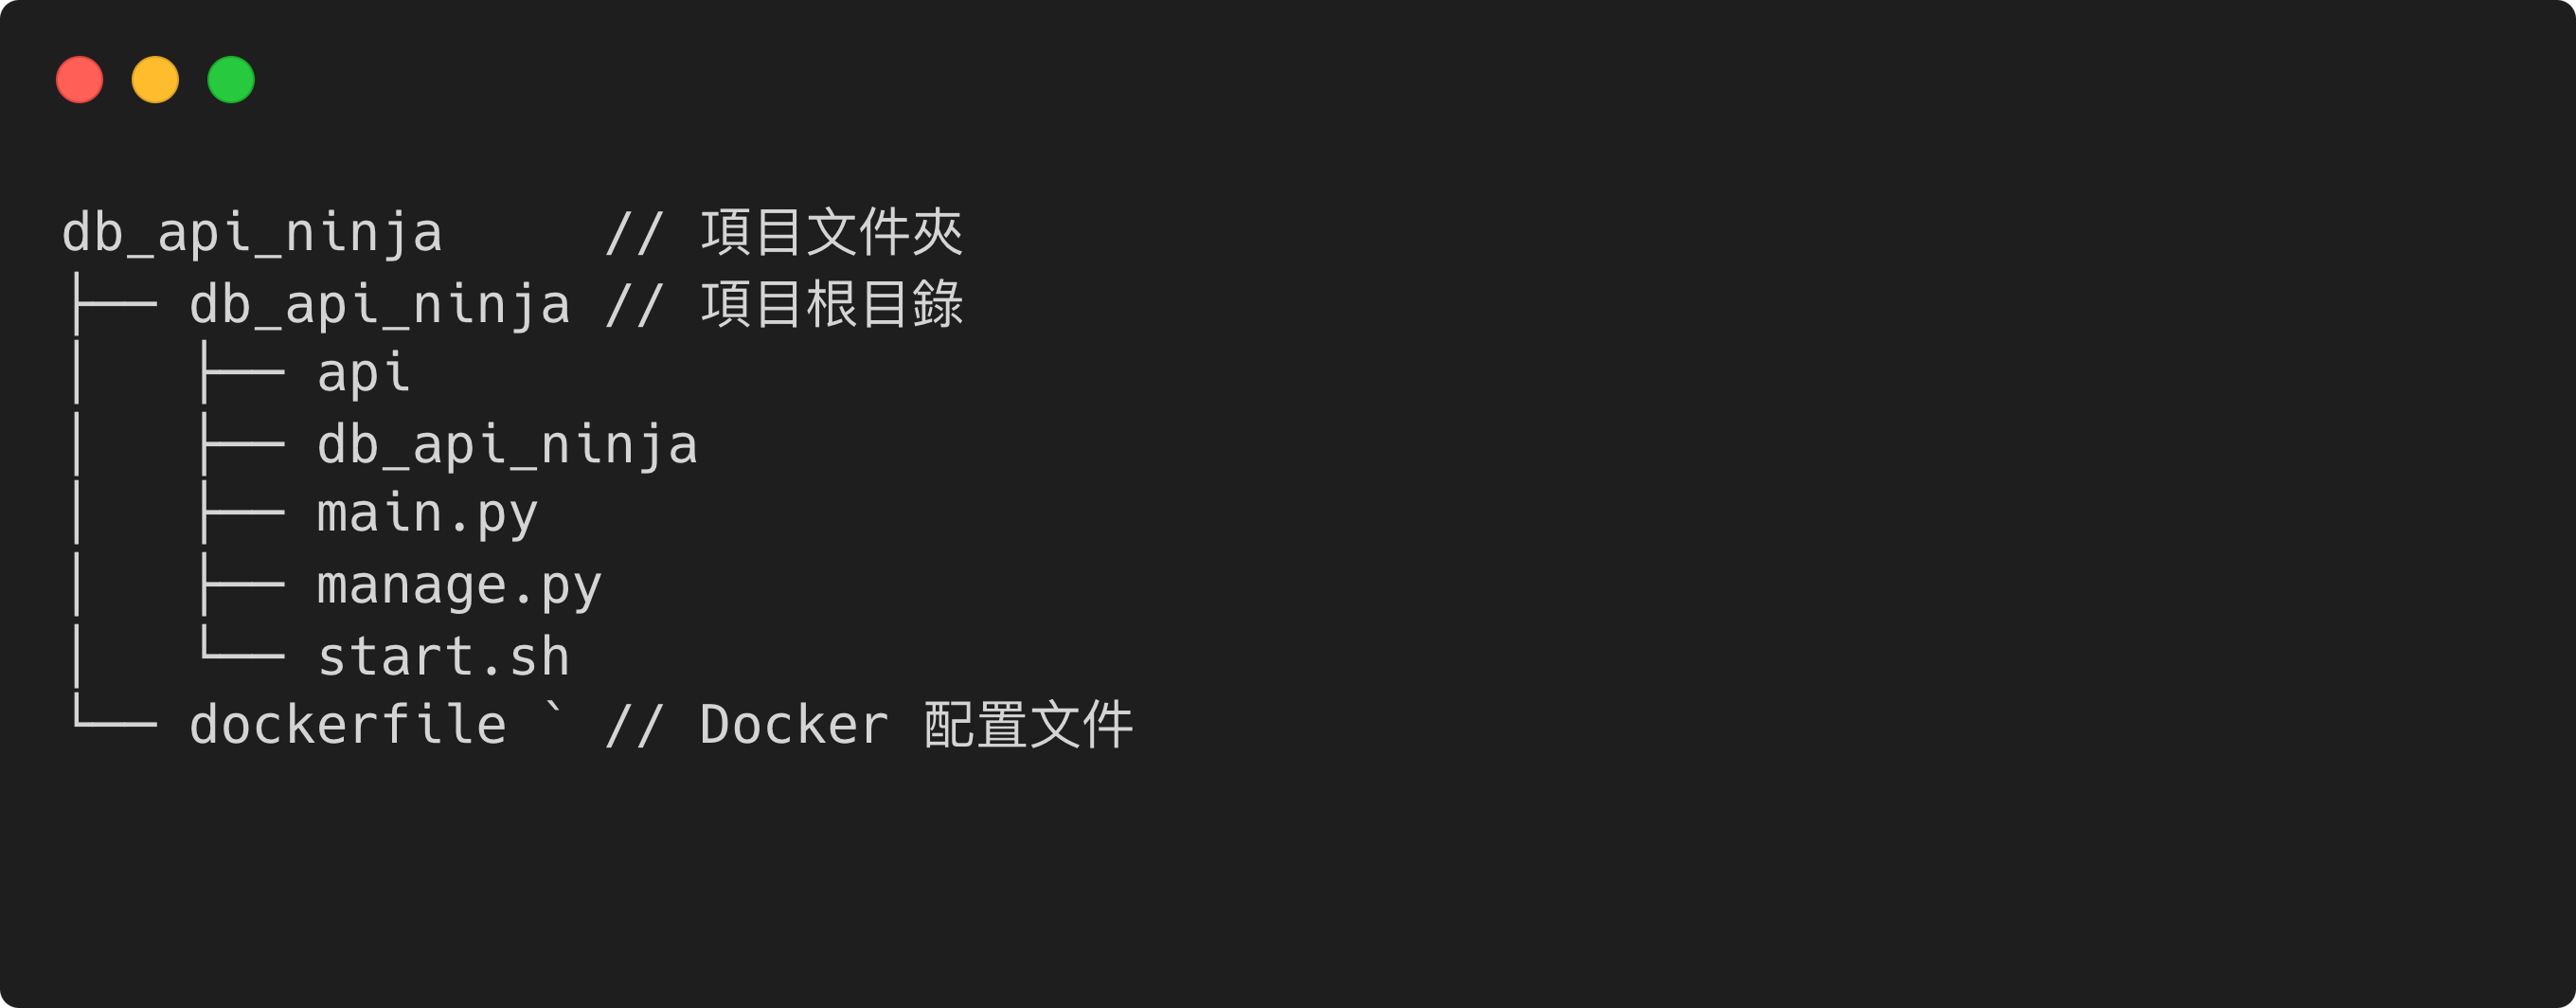 db_api_ninja     // 項目文件夾
├── db_api_ninja // 項目根目錄
│   ├── api
│   ├── db_api_ninja
│   ├── main.py
│   ├── manage.py
│   └── start.sh
└── dockerfile `  // Docker 配置文件